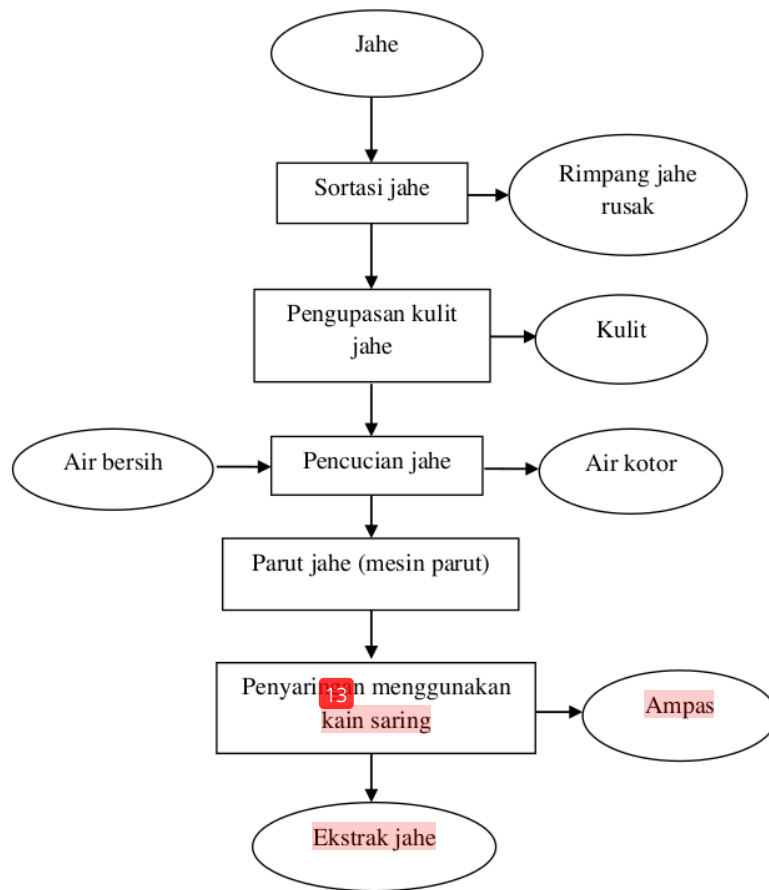 Jahe
Sortasi jahe
Rimpang jahe
rusak
Pengupasan kulit
jahe
Kulit
Air bersih
Pencucian jahe
Air kotor
Parut jahe (mesin parut)
Penyaringan menggunakan
13
kain saring
Ampas
Ekstrak jahe